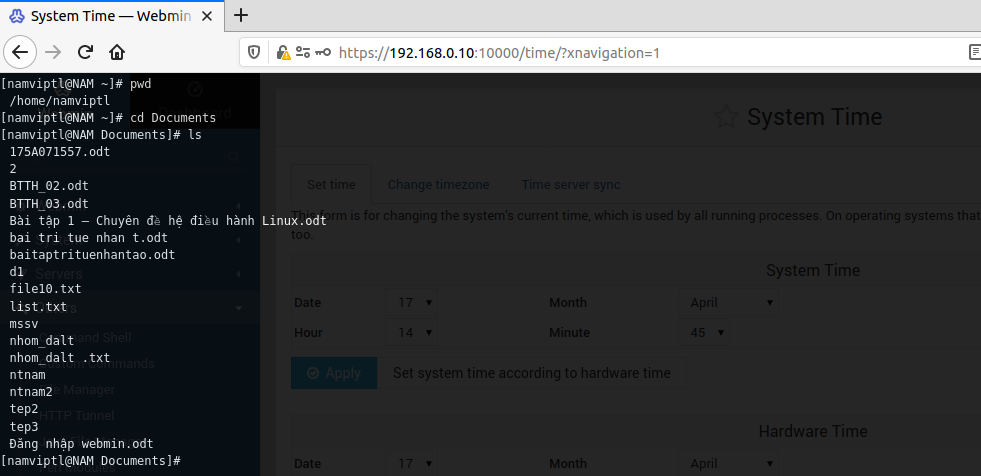 System Time — Webmin
https://192.168.0.10:10000/time/?xnavigation=1
[namviptl@NAM ~]# pwd
/home/namviptl
[namviptl@NAM ~]# cd Documents
[namviptl@NAM Documents]# ls
175A071557.odt
2
BTTH_02.odt
BTTH_03.odt
Bài tập 1 – Chuyên đề hệ điều hành Linux.odt
bai tri tue nhan t.odt
baitaptrituenhantao.odt
d1
file10.txt
list.txt
mssv
nhom_dalt
nhom_dalt .txt
ntnam
ntnam2
tep2
tep3
Đăng nhập webmin.odt
[namviptl@NAM Documents]#
Dashboard
Servers
Command Shell
Custom Commands
File Manager
HTTP Tunnel
System Time
Set time Change timezone Time server sync
This form is for changing the system's current time, which is used by all running processes. On operating systems that
too.
System Time
Date 17 Month April
Hour 14 Minute 45
Apply Set system time according to hardware time
Hardware Time
Date 17 Month April